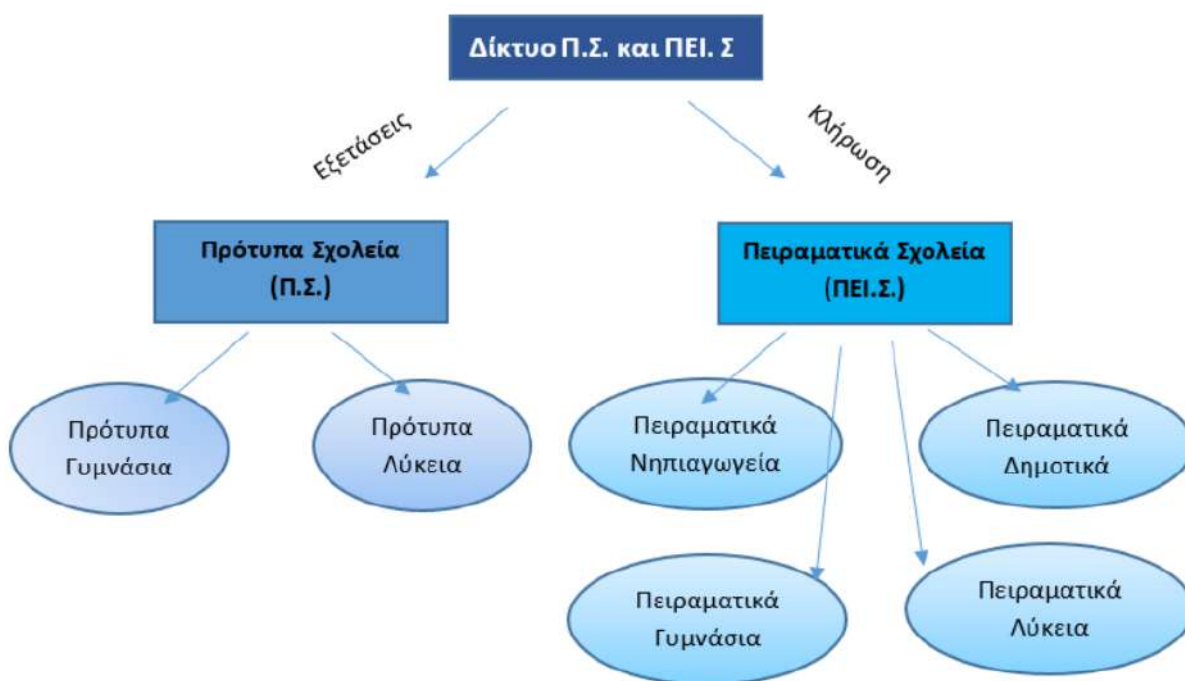 Δίκτυο Π.Σ. και ΠΕΙ. Σ
Εξετάσεις
Κλήρωση
Πρότυπα Σχολεία
(Π.Σ.)
Πειραματικά Σχολεία
(ΠΕΙ.Σ.)
Πρότυπα
Γυμνάσια
Πρότυπα
Λύκεια
Πειραματικά
Νηπιαγωγεία
Πειραματικά
Δημοτικά
Πειραματικά
Γυμνάσια
Πειραματικά
Λύκεια